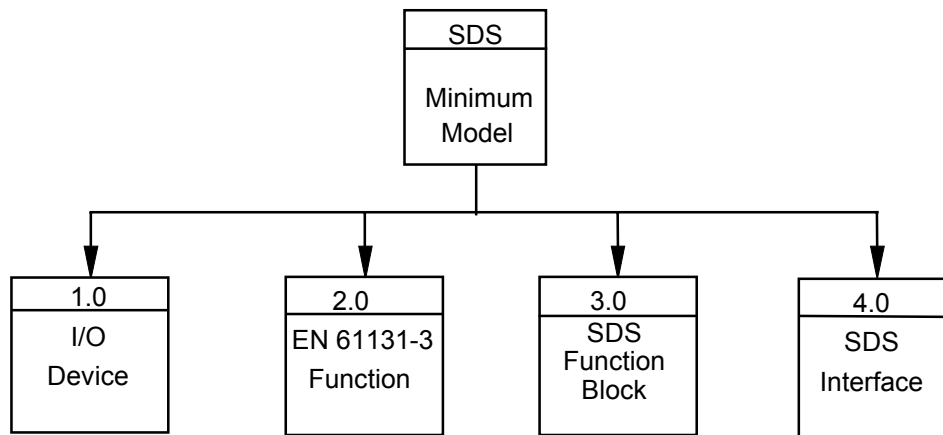 SDS
Minimum
Model
1.0
I/O
Device
2.0
EN 61131-3
Function
3.0
SDS
Function
Block
4.0
SDS
Interface